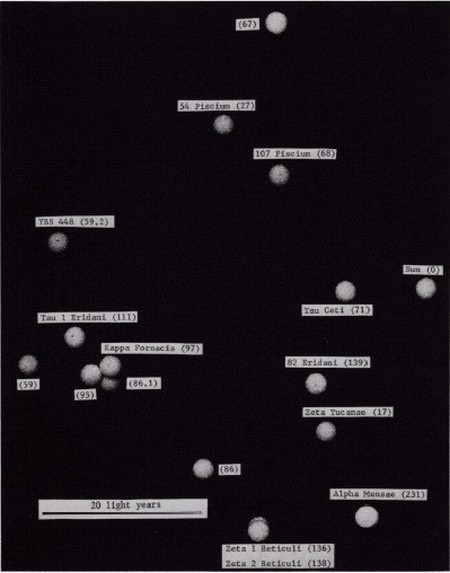 (67)
54 Piscium (27)
107 Piscium (68)
YBS 448 (59.2)
Sun (0)
Tau Ceti (71)
Tau 1 Eridani (111)
Kappa Fornacis (97)
82 Eridani (139)
(59)
(95)
(86.1)
Zeta Tucanae (17)
(86)
20 light years
Alpha Mensae (231)
Zeta 1 Reticuli (136)
Zeta 2 Reticuli (138)